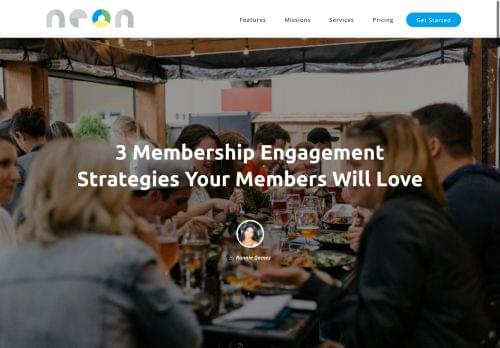 neon
Features
Missions
Services
Pricing
Get Started
3 Membership Engagement
Strategies Your Members Will Love
By Ronnie Gomez